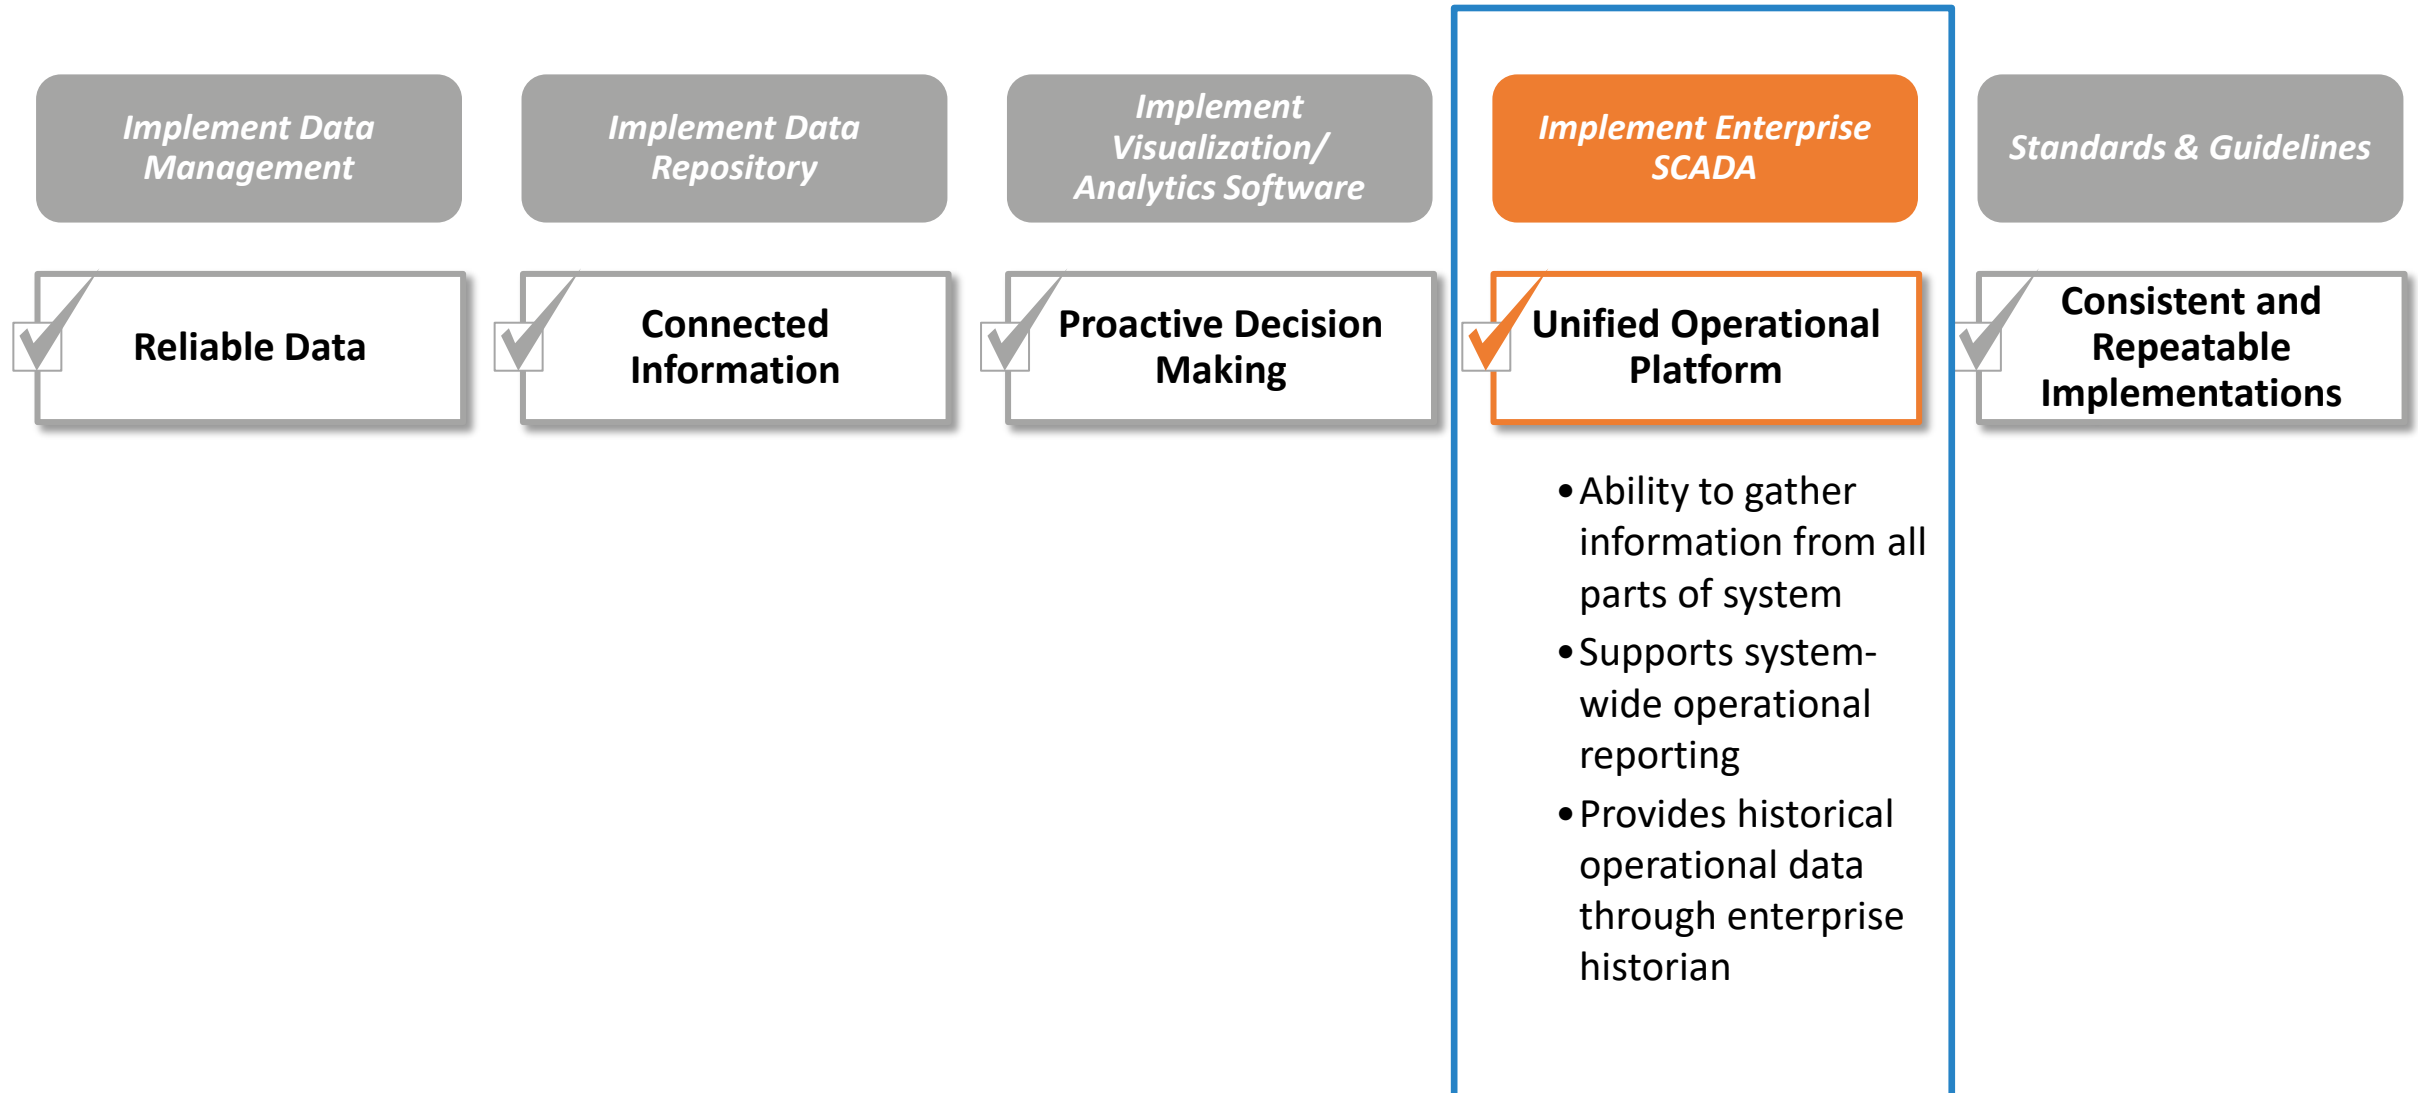 Implement Data
Management
Implement Data
Repository
Implement
Visualization/
Analytics Software
Implement Enterprise
SCADA
Standards & Guidelines
Reliable Data
Connected
Information
Proactive Decision
Making
Unified Operational
Platform
Consistent and
Repeatable
Implementations
•Ability to gather
information from all
parts of system
•Supports system-
wide operational
reporting
•Provides historical
operational data
through enterprise
historian